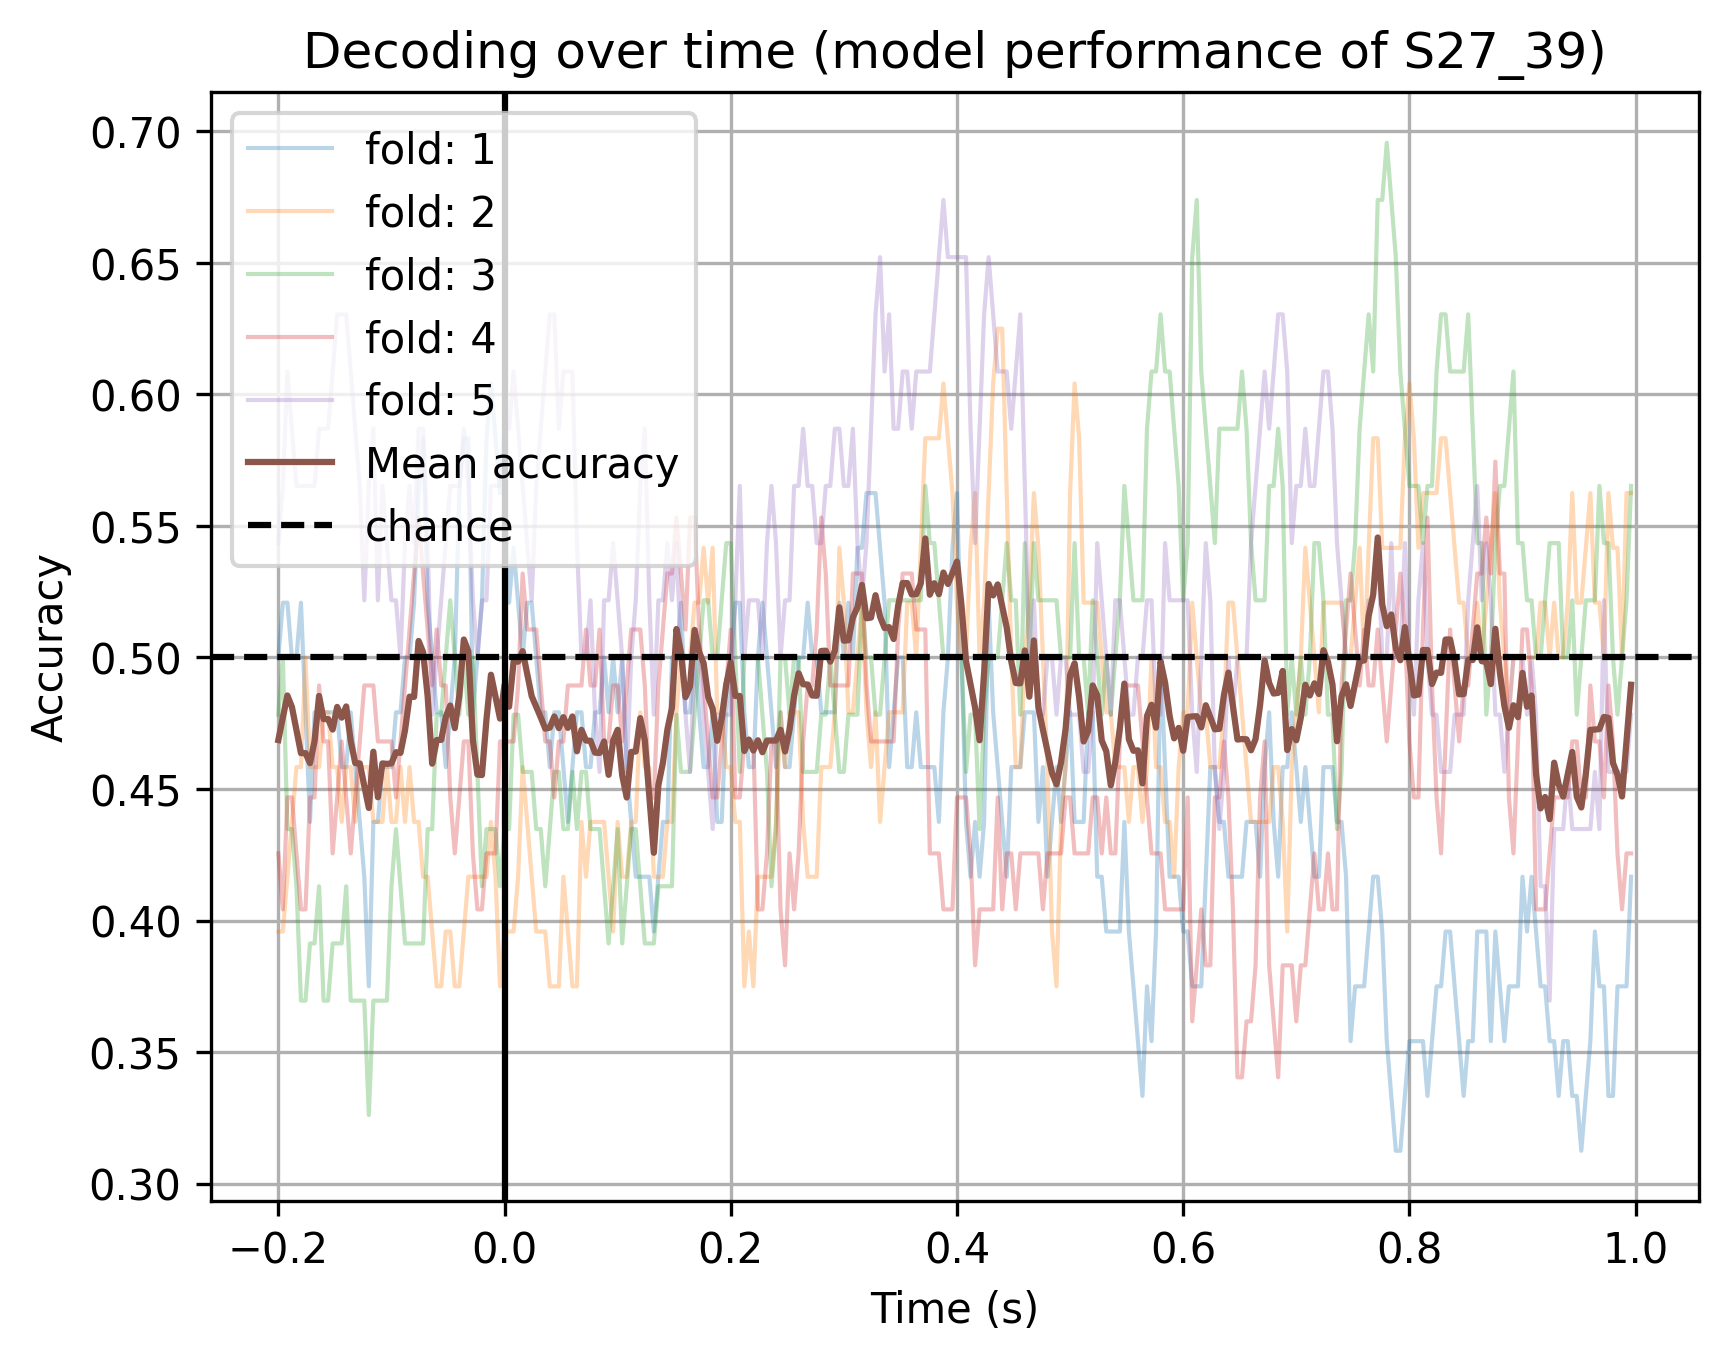 Decoding over time (model performance of S27_39)
0.70
0.65
0.60
0.55
0.50
0.45
0.40
0.35
0.30
Accuracy
fold: 1
fold: 2
fold: 3
fold: 4
fold: 5
Mean accuracy
chance
−0.2 0.0 0.2 0.4 0.6 0.8 1.0
Time (s)